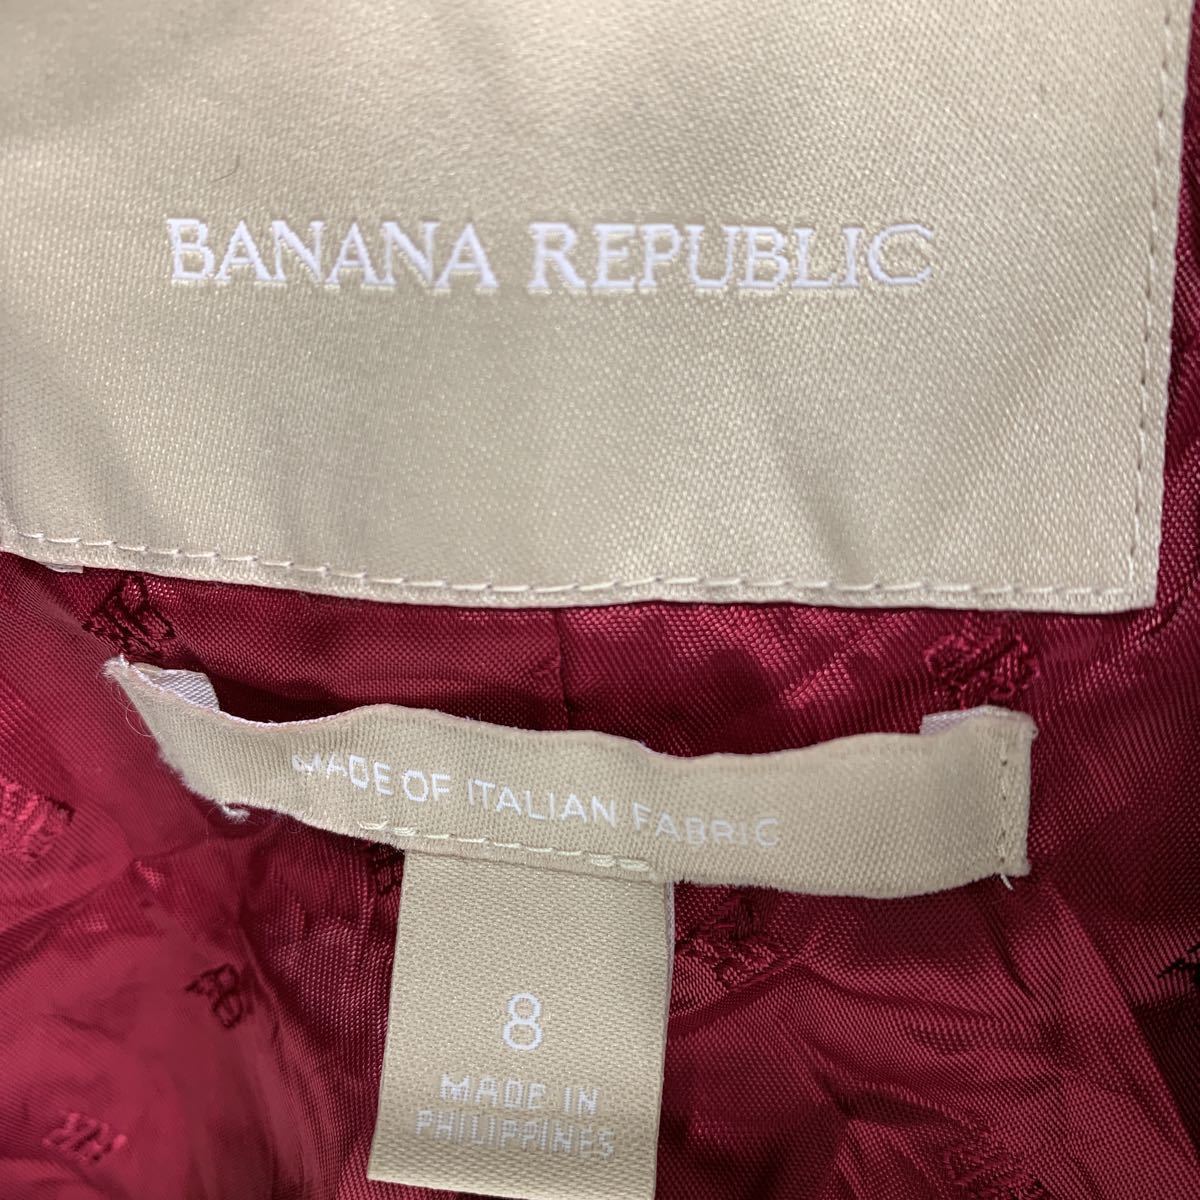 BANANA REPUBLIC
MADE OF ITALIAN FABRIC
8
MADE IN
PHILIPPINES